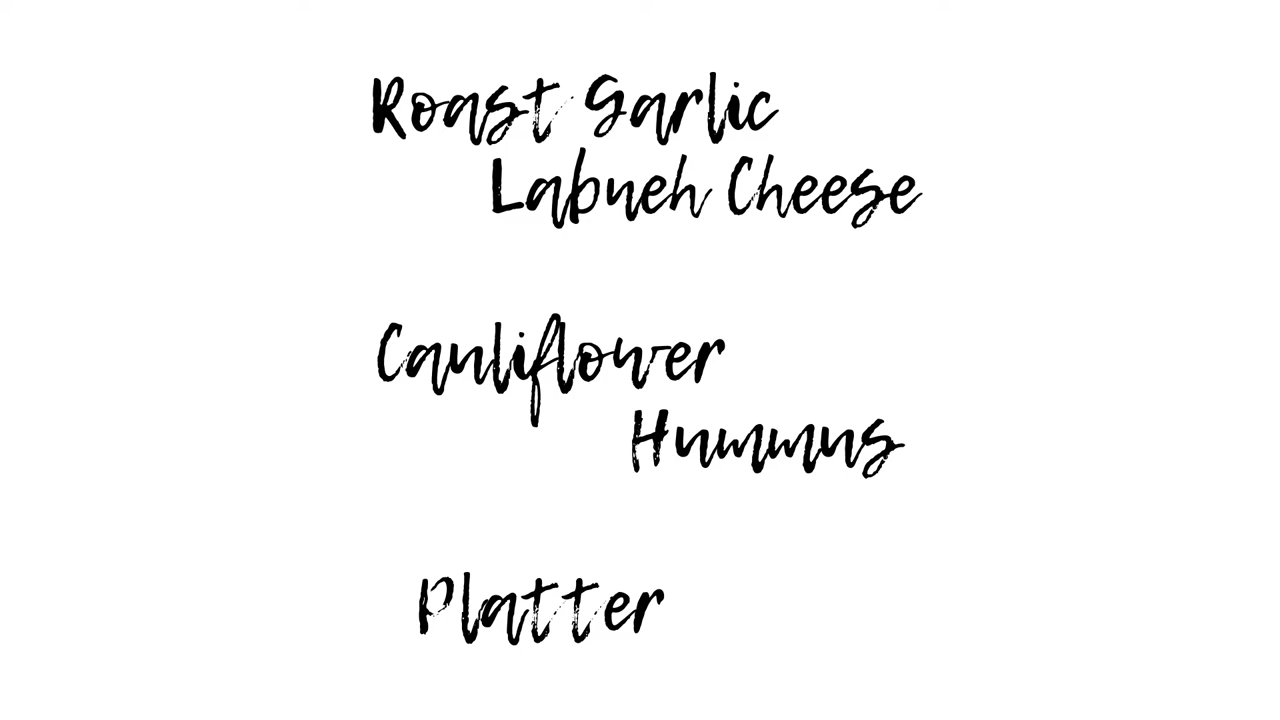 Roast Garlic
Labneh Cheese
Cauliflower
Hummus
Platter